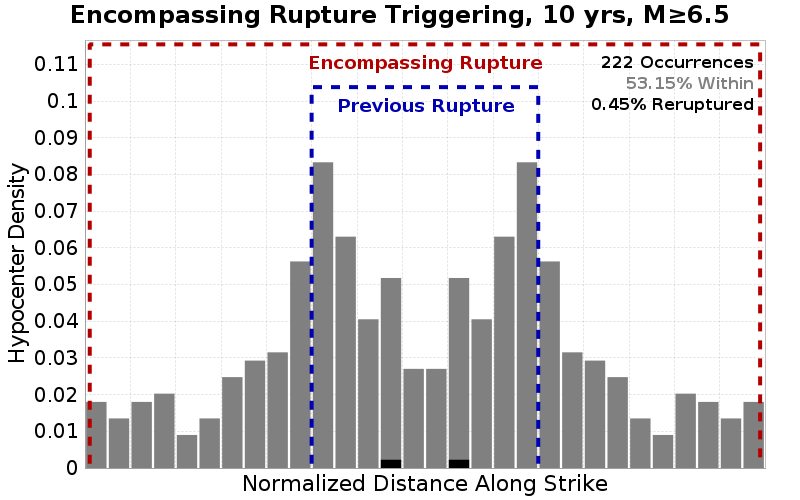 Encompassing Rupture Triggering, 10 yrs, M≥6.5
Encompassing Rupture
Previous Rupture
222 Occurrences
53.15% Within
0.45% Reruptured
Hypocenter Density
0.11
0.1
0.09
0.08
0.07
0.06
0.05
0.04
0.03
0.02
0.01
0
Normalized Distance Along Strike